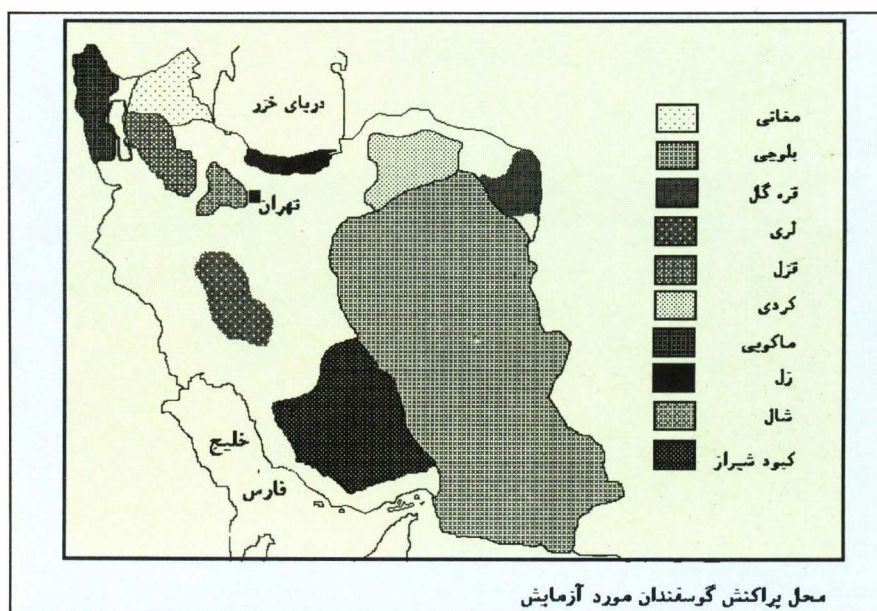 دریای خزر
تهران
خلیج
فارس
مغانی
بلوچی
قره گل
لری
قزل
کردی
ماکویی
زل
شال
کبود شیراز
محل پراکنش گوسفندان مورد آزمایش